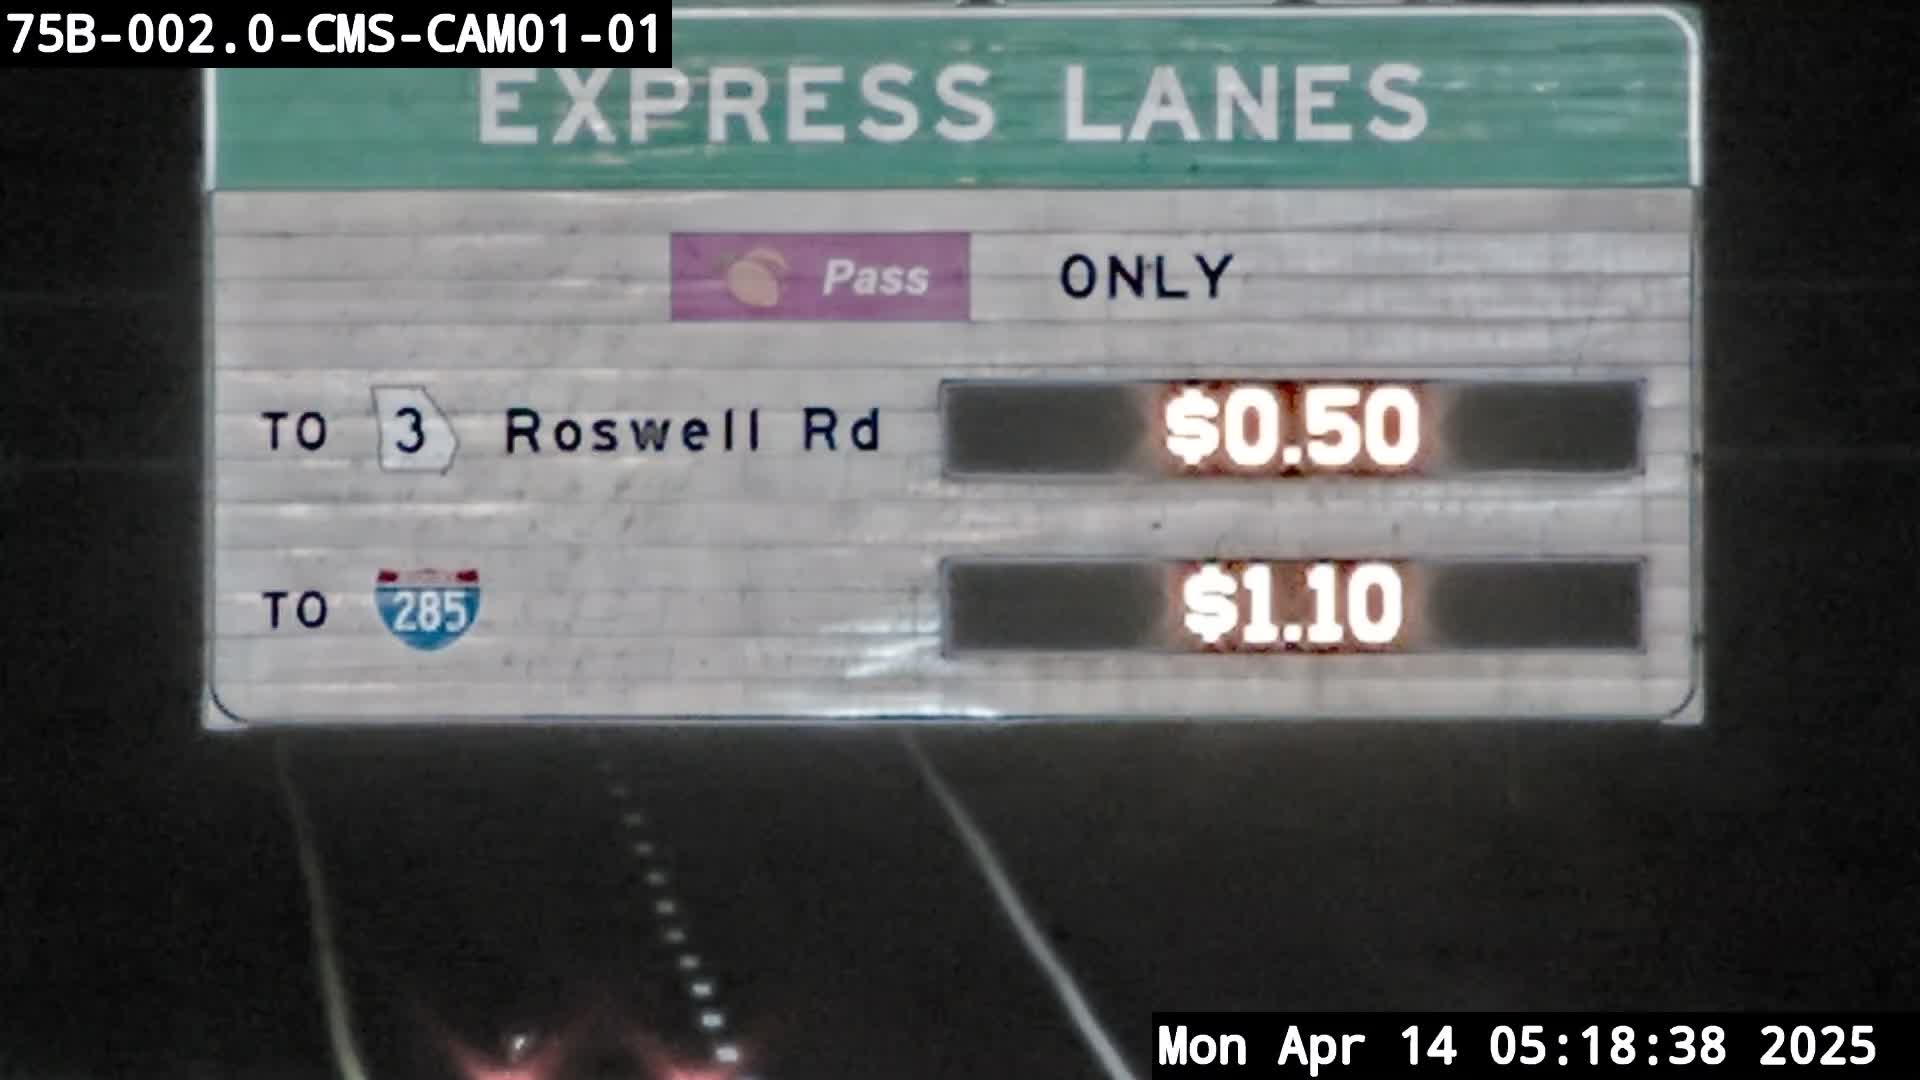 75B-002.0-CMS-CAM01-01
EXPRESS LANES
Pass ONLY
TO 3 Roswell Rd $0.50
TO 285 $1.10
Mon Apr 14 05:18:38 2025